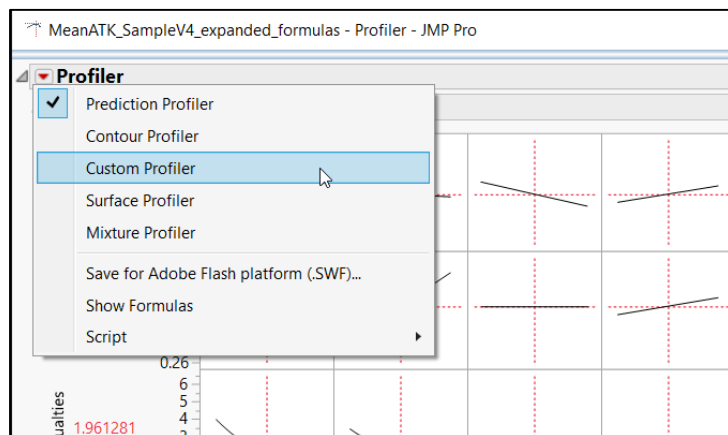 MeanATK_SampleV4_expanded_formulas - Profiler - JMP Pro
Profiler
Prediction Profiler
Contour Profiler
Custom Profiler
Surface Profiler
Mixture Profiler
Save for Adobe Flash platform (.SWF)...
Show Formulas
Script
0.26
6
5
4
3
ualties
1.961281